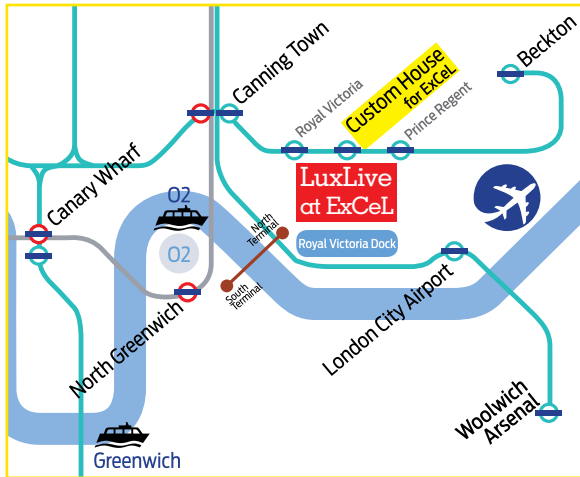 Beckton
Canning Town
Royal Victoria
Custom House
for ExCeL
Prince Regent
Canary Wharf
LuxLive
at ExCeL
O2
O2
North
Terminal
Royal Victoria Dock
South
Terminal
North Greenwich
London City Airport
Woolwich
Arsenal
Greenwich